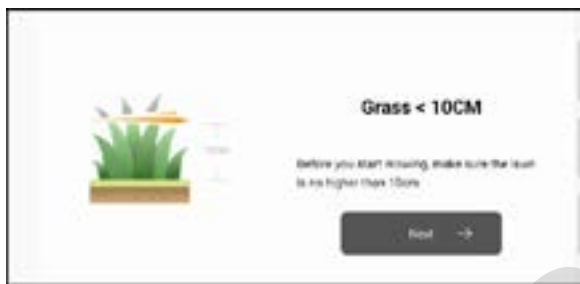 Grass < 10CM
Before you start mowing, make sure the lawn
is no higher than 10cm
Next